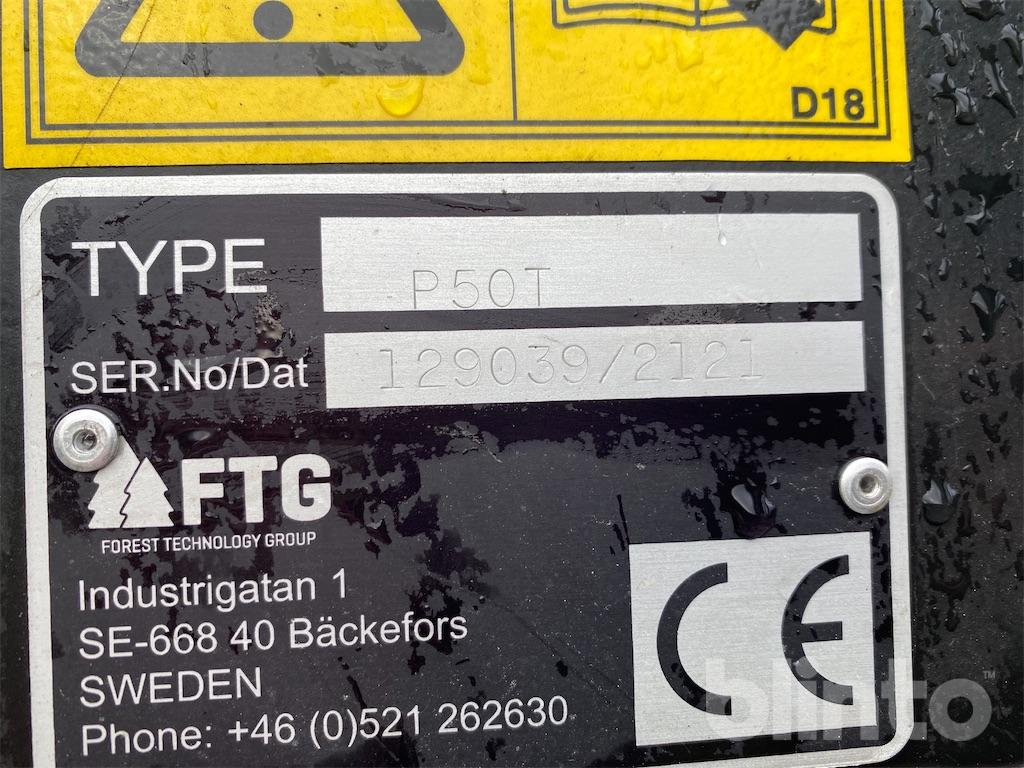 D18
TYPE P50T
SER.No/Dat 129039/2121
FTG
FOREST TECHNOLOGY GROUP
Industrigatan 1
SE-668 40 Bäckefors
SWEDEN
Phone: +46 (0)521 262630
CE
blinto™